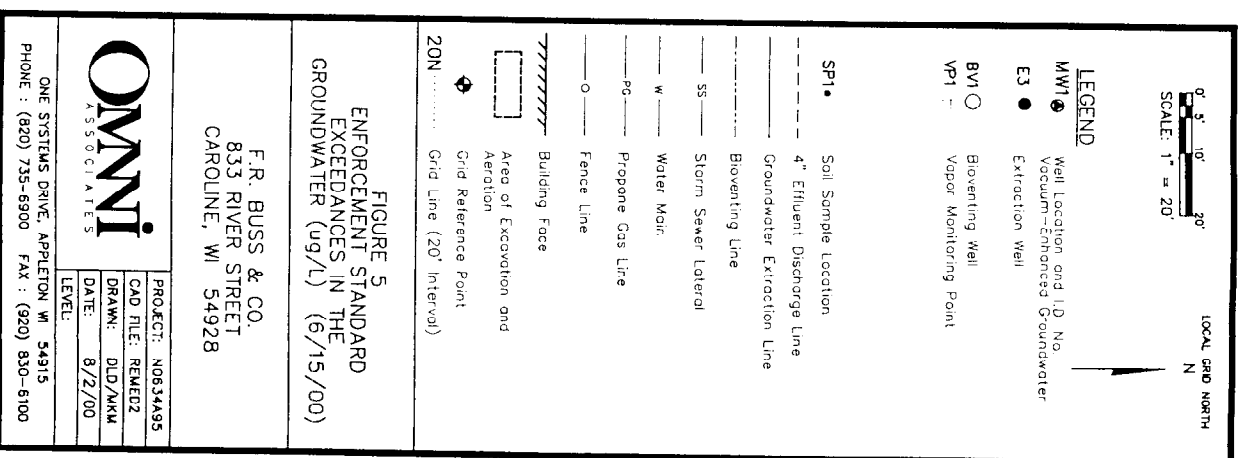 0' 5' 10' 20'
SCALE: 1" = 20'
LOCAL GRID NORTH
N
LEGEND
MW1 Well Location and I.D. No.
Vacuum-Enhanced Groundwater
E3 Extraction Well
BV1 Bioventing Well
VP1 Vapor Monitoring Point
SP1 Soil Sample Location
4" Effluent Discharge Line
Groundwater Extraction Line
Bioventing Line
SS Storm Sewer Lateral
W Water Main
PG Propane Gas Line
O Fence Line
Building Face
Area of Excavation and
Aeration
Grid Reference Point
20N Grid Line (20' Interval)
FIGURE 5
ENFORCEMENT STANDARD
EXCEEDANCES IN THE
GROUNDWATER (ug/L) (6/15/00)
F.R. BUSS & CO.
833 RIVER STREET
CAROLINE, WI 54928
OMNNI
ASSOCIATES
PROJECT: N0634A95
CAD FILE: REMED2
DRAWN: DLD/MKM
DATE: 8/2/00
LEVEL:
ONE SYSTEMS DRIVE, APPLETON WI 54915
PHONE : (820) 735-6900 FAX : (920) 830-6100